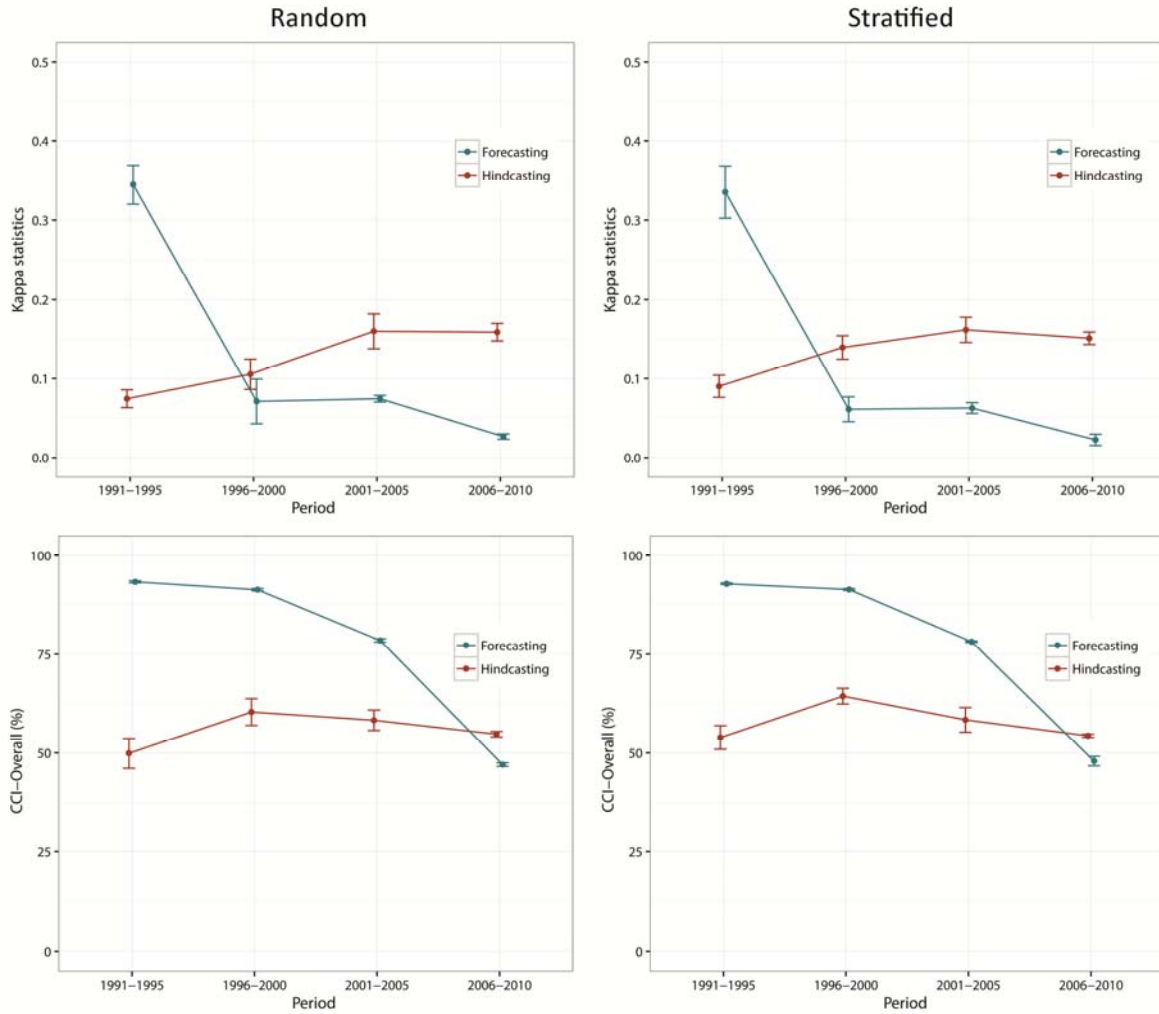 Random
Stratified
0.5
0.4
0.3
0.2
0.1
0.0
Kappa statistics
Forecasting
Hindcasting
1991–1995
1996–2000
2001–2005
2006–2010
Period
0.5
0.4
0.3
0.2
0.1
0.0
Kappa statistics
Forecasting
Hindcasting
1991–1995
1996–2000
2001–2005
2006–2010
Period
100
75
50
25
0
CCI–Overall (%)
Forecasting
Hindcasting
1991–1995
1996–2000
2001–2005
2006–2010
Period
100
75
50
25
0
CCI–Overall (%)
Forecasting
Hindcasting
1991–1995
1996–2000
2001–2005
2006–2010
Period